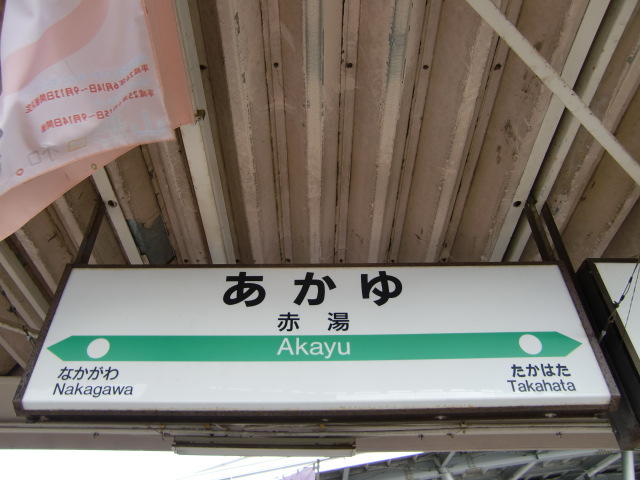 あかゆ
赤湯
Akayu
なかがわ
Nakagawa
たかはた
Takahata